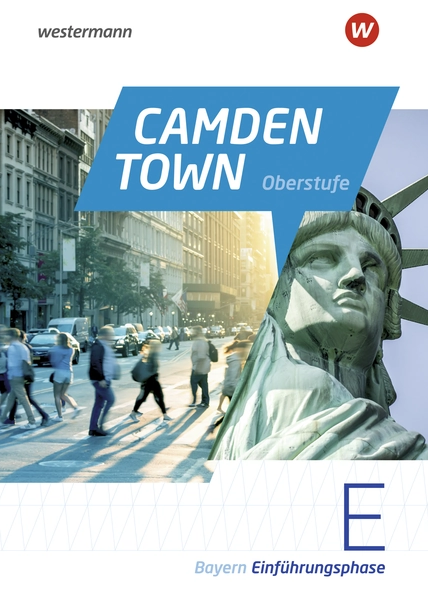 westermann
W
CAMDEN
TOWN Oberstufe
E
Bayern Einführungsphase